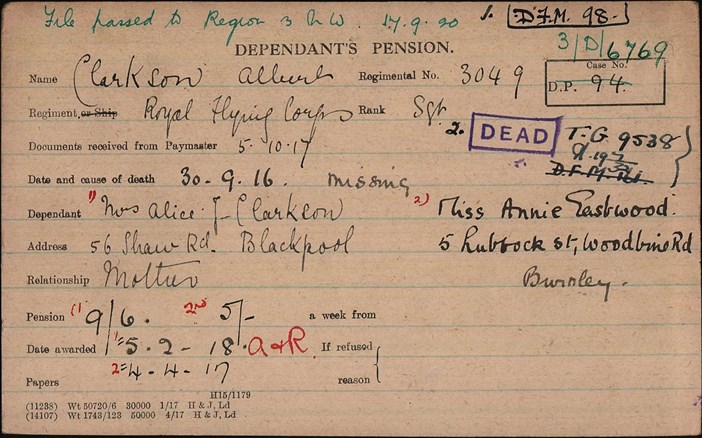 File passed to Region 3 N.W. 17.9.20
1. D.F.M. 98.
3/D/6769
DEPENDANT'S PENSION.
Name Clarkson Albert Regimental No. 3049
Case No.
D.P. 94.
Regiment or Ship Royal Flying Corps Rank Sgt
2. DEAD T.G 9538
Documents received from Paymaster 5.10.17
Date and cause of death 30.9.16. missing
Dependant 1) Mrs Alice J. Clarkson 2) Miss Annie Eastwood.
Address 56 Shaw Rd. Blackpool 5 Lubbock St, Woodbine Rd
Relationship Mother Burnley.
Pension (1 9/6. 2nd 5/- a week from
Date awarded 1= 5.2-18. A & R. If refused
Papers 2= 4-4-17 reason
H15/1179
(11238) Wt 50720/6 30000 1/17 H & J, Ld
(14107) Wt 1743/123 50000 4/17 H & J, Ld